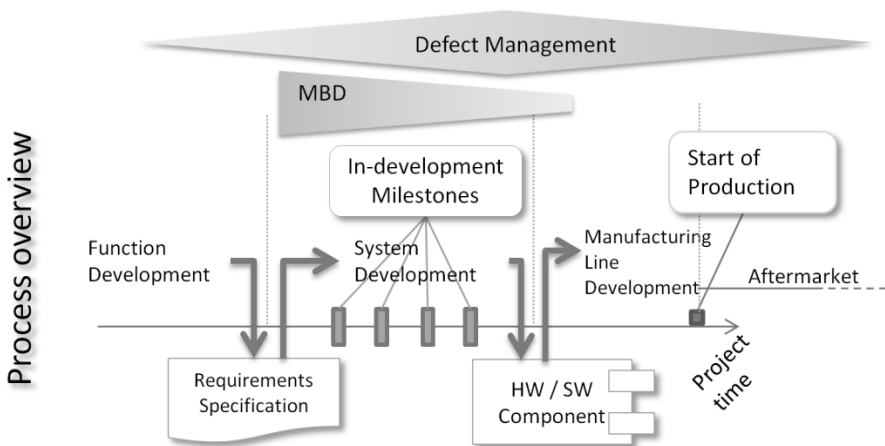 Process overview
Defect Management
MBD
In-development
Milestones
Start of
Production
Function
Development
System
Development
Manufacturing
Line
Development
Aftermarket
Requirements
Specification
HW / SW
Component
Project
time